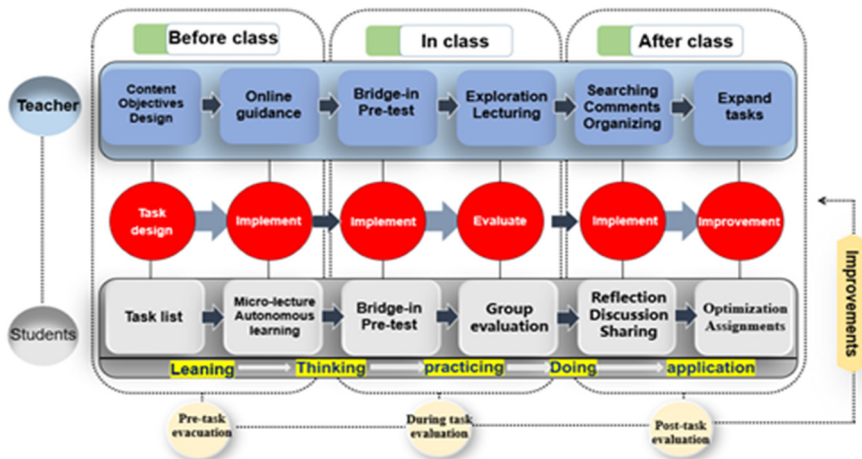 Before class
In class
After class
Teacher
Content
Objectives
Design
Online
guidance
Bridge-in
Pre-test
Exploration
Lecturing
Searching
Comments
Organizing
Expand
tasks
Task
design
Implement
Implement
Evaluate
Implement
Improvement
Improvements
Students
Task list
Micro-lecture
Autonomous
learning
Bridge-in
Pre-test
Group
evaluation
Reflection
Discussion
Sharing
Optimization
Assignments
Leaning
Thinking
practicing
Doing
application
Pre-task
evacuation
During task
evaluation
Post-task
evaluation